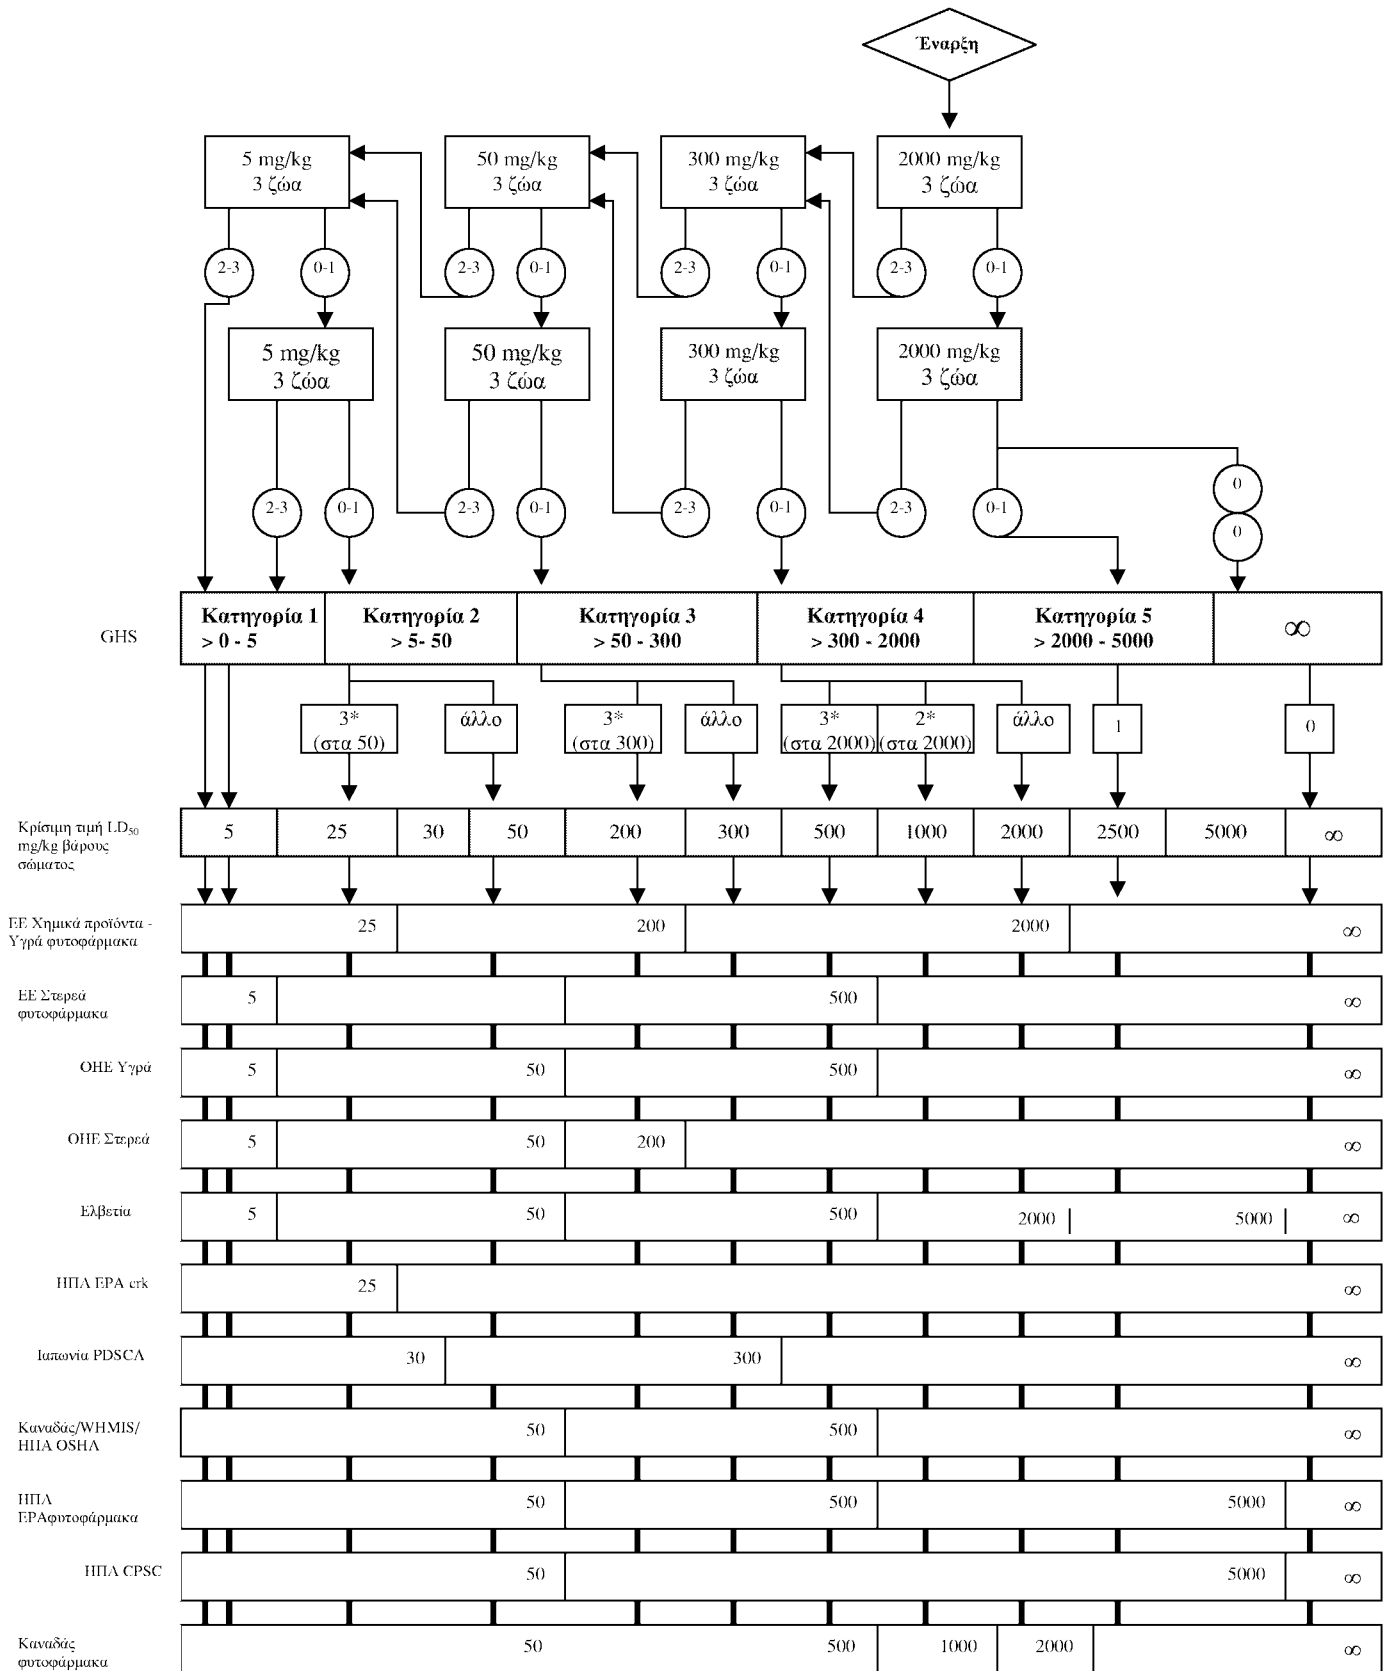 Έναρξη
5 mg/kg
3 ζώα
50 mg/kg
3 ζώα
300 mg/kg
3 ζώα
2000 mg/kg
3 ζώα
2-3
0-1
2-3
0-1
2-3
0-1
2-3
0-1
5 mg/kg
3 ζώα
50 mg/kg
3 ζώα
300 mg/kg
3 ζώα
2000 mg/kg
3 ζώα
2-3
0-1
2-3
0-1
2-3
0-1
2-3
0-1
0
0
GHS
Κατηγορία 1
> 0 - 5
Κατηγορία 2
> 5- 50
Κατηγορία 3
> 50 - 300
Κατηγορία 4
> 300 - 2000
Κατηγορία 5
> 2000 - 5000
∞
3*
(στα 50)
άλλο
3*
(στα 300)
άλλο
3*
(στα 2000)
2*
(στα 2000)
άλλο
1
0
Κρίσιμη τιμή LD50
mg/kg βάρους
σώματος
5 25 30 50 200 300 500 1000 2000 2500 5000 ∞
ΕΕ Χημικά προϊόντα -
Υγρά φυτοφάρμακα
25 200 2000 ∞
ΕΕ Στερεά
φυτοφάρμακα
5 500 ∞
ΟΗΕ Υγρά
5 50 500 ∞
ΟΗΕ Στερεά
5 50 200 ∞
Ελβετία
5 50 500 2000 5000 ∞
ΗΠΑ EPA crk
25 ∞
Ιαπωνία PDSCA
30 300 ∞
Καναδάς/WHMIS/
ΗΠΑ OSHA
50 500 ∞
ΗΠΑ
EPAφυτοφάρμακα
50 500 5000 ∞
ΗΠΑ CPSC
50 5000 ∞
Καναδάς
φυτοφάρμακα
50 500 1000 2000 ∞